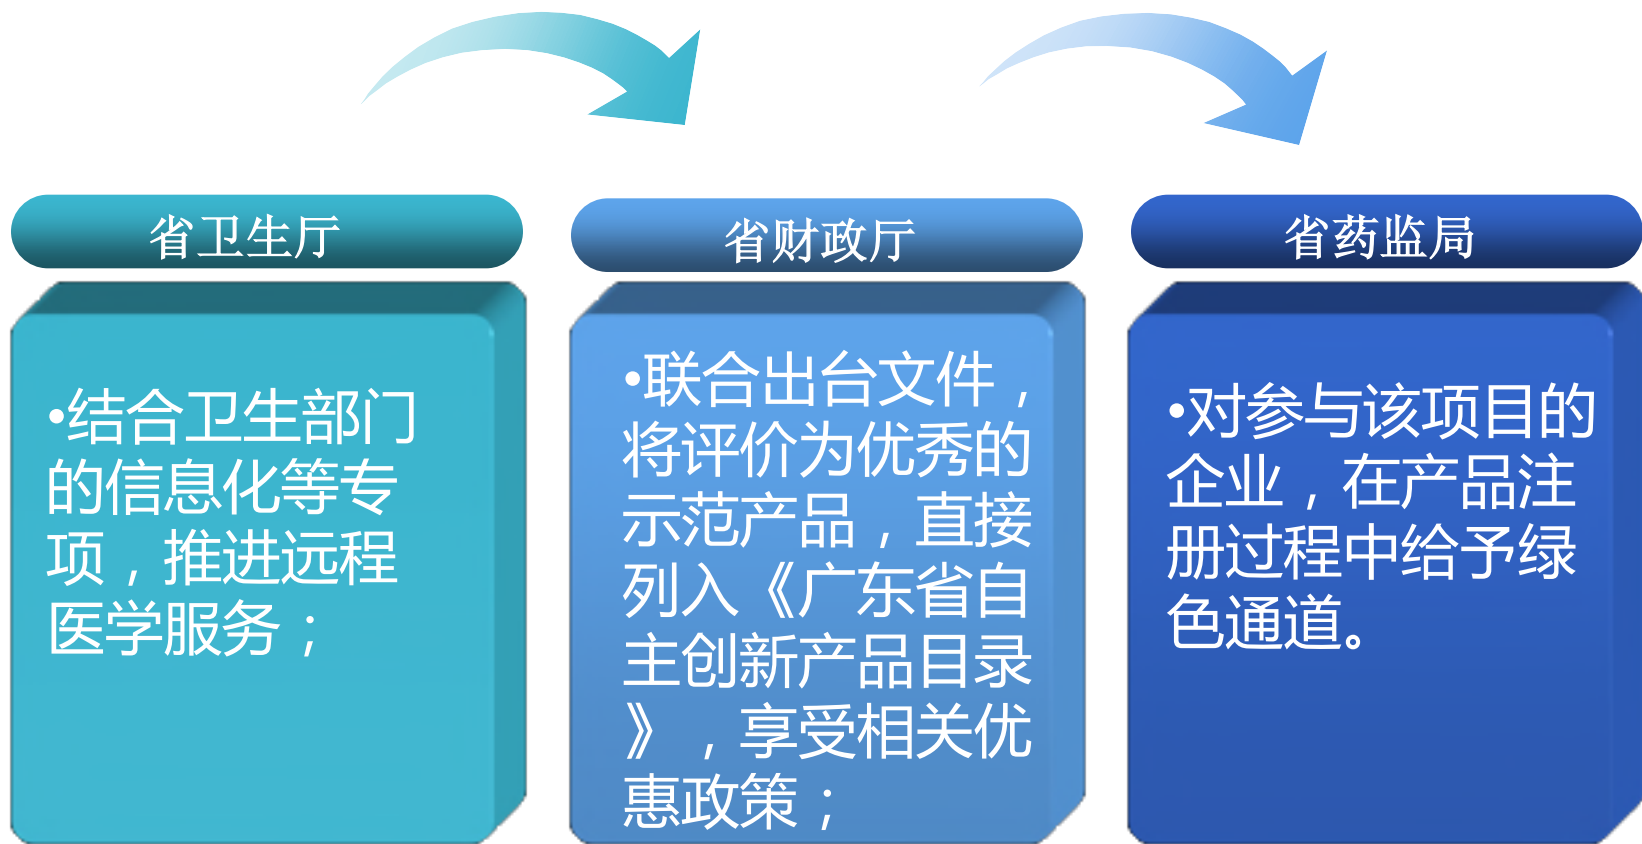 省卫生厅
•结合卫生部门
的信息化等专
项，推进远程
医学服务；
省财政厅
•联合出台文件，
将评价为优秀的
示范产品，直接
列入《广东省自
主创新产品目录
》，享受相关优
惠政策；
省药监局
•对参与该项目的
企业，在产品注
册过程中给予绿
色通道。